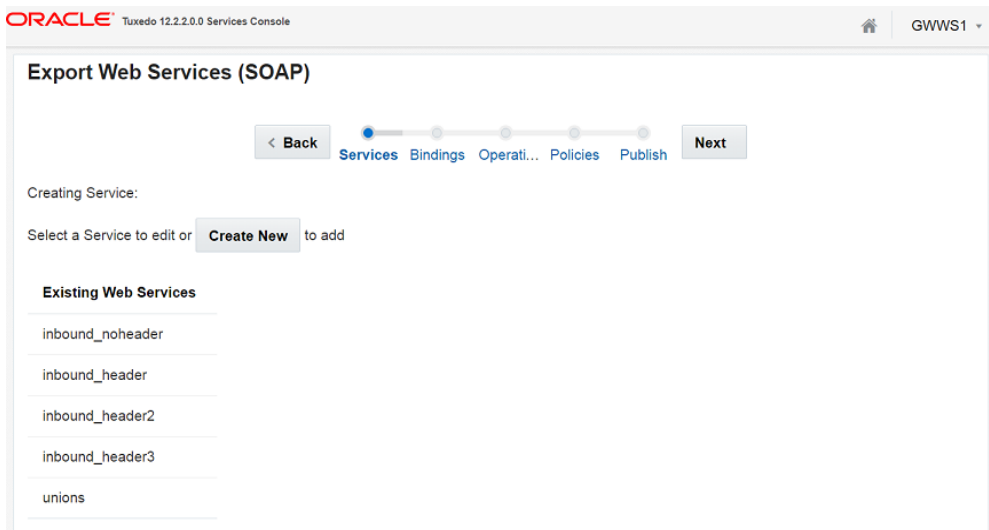 ORACLE Tuxedo 12.2.2.0.0 Services Console GWWS1
Export Web Services (SOAP)
< Back Next
Services Bindings Operati... Policies Publish
Creating Service:
Select a Service to edit or Create New to add
Existing Web Services
inbound_noheader
inbound_header
inbound_header2
inbound_header3
unions